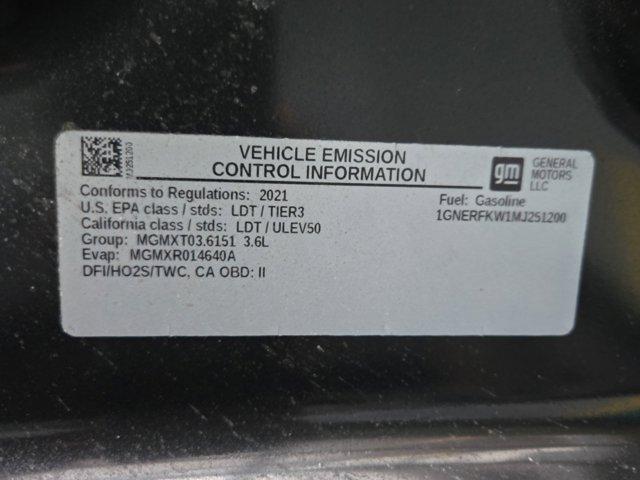 VEHICLE EMISSION
CONTROL INFORMATION
gm GENERAL
MOTORS
LLC
MJ251200
Conforms to Regulations: 2021
U.S. EPA class / stds: LDT / TIER3
California class / stds: LDT / ULEV50
Group: MGMXT03.6151 3.6L
Evap: MGMXR014640A
DFI/HO2S/TWC, CA OBD: II
Fuel: Gasoline
1GNERFKW1MJ251200